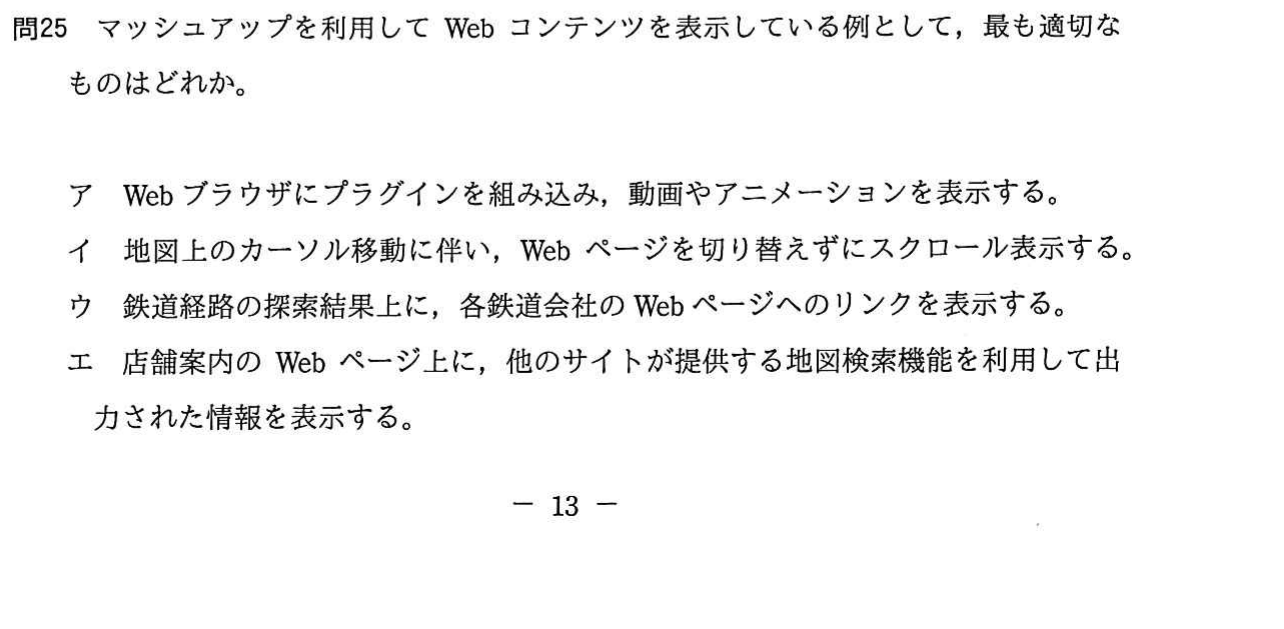 問25 マッシュアップを利用して Web コンテンツを表示している例として，最も適切な
ものはどれか。
ア Web ブラウザにプラグインを組み込み，動画やアニメーションを表示する。
イ 地図上のカーソル移動に伴い，Web ページを切り替えずにスクロール表示する。
ウ 鉄道経路の探索結果上に，各鉄道会社の Web ページへのリンクを表示する。
エ 店舗案内の Web ページ上に，他のサイトが提供する地図検索機能を利用して出
力された情報を表示する。
－ 13 －